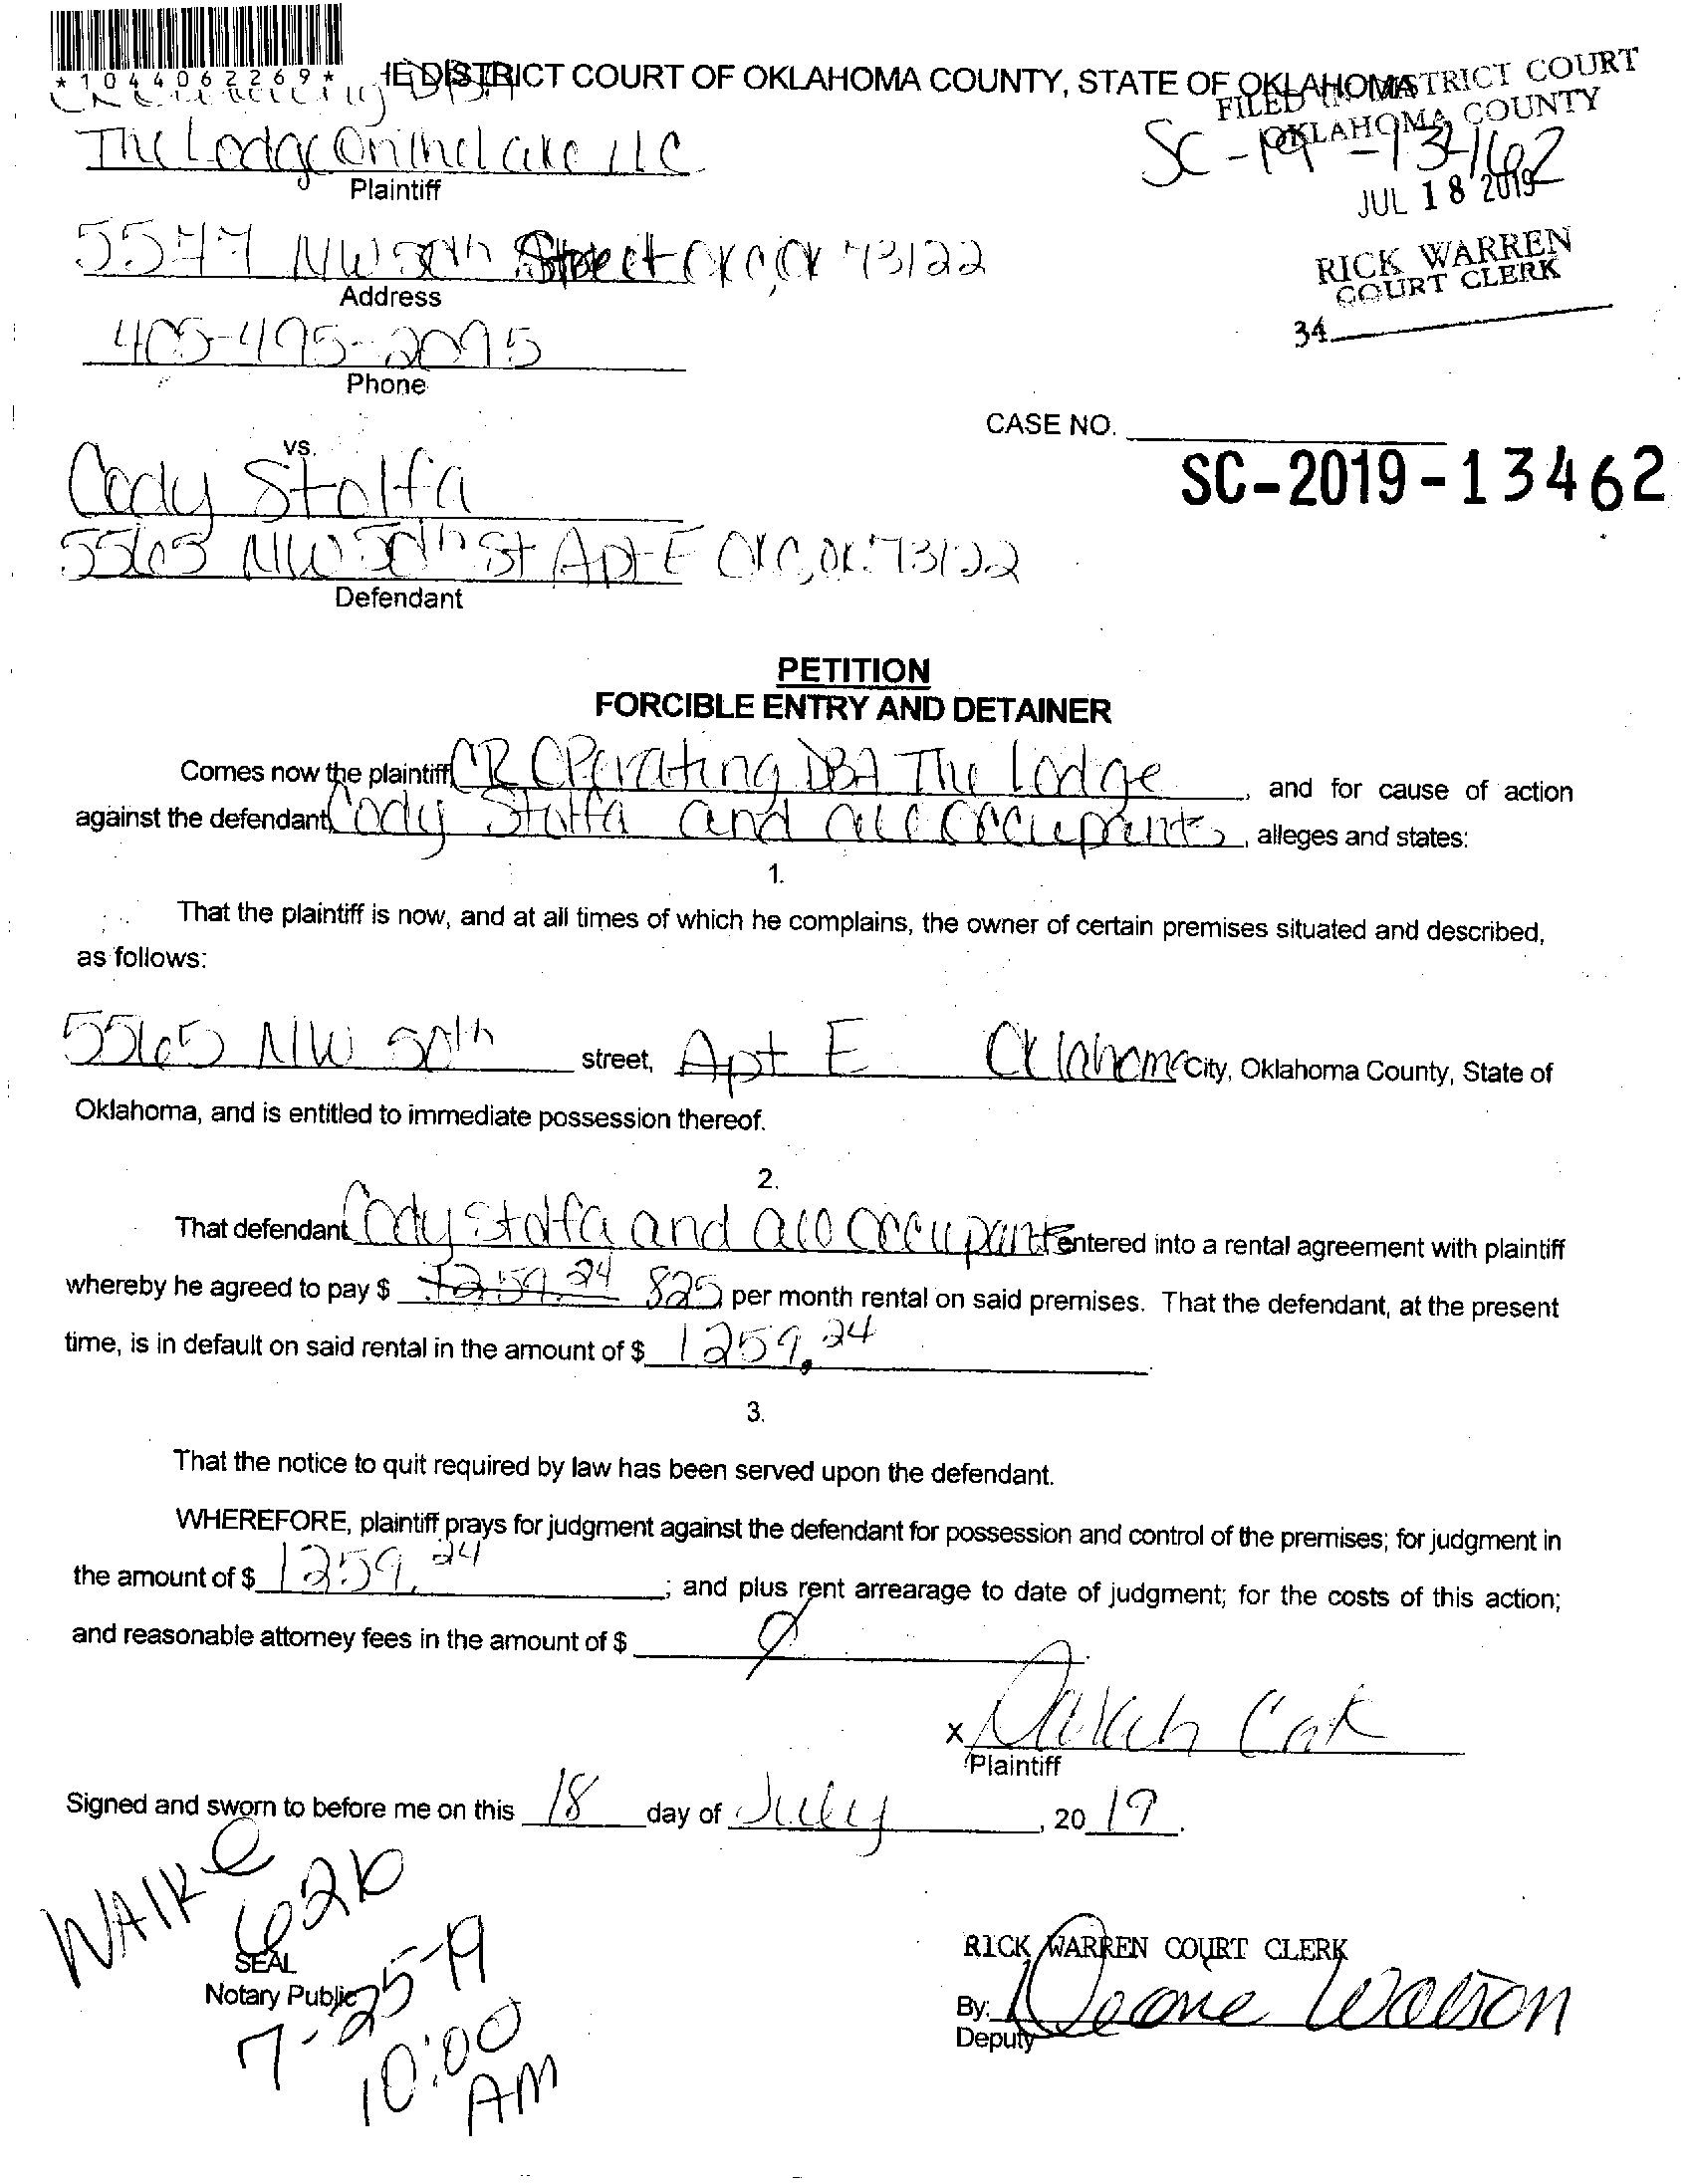 *1044062269*
HE DISTRICT COURT OF OKLAHOMA COUNTY, STATE OF OKLAHOMA
CR Operating DBA
FILED IN DISTRICT COURT
OKLAHOMA COUNTY
The Lodge On The Lake LLC
SC-19-13462
Plaintiff
JUL 18 2019
5577 NW 50th Street OKC, OK 73122
RICK WARREN
COURT CLERK
Address
34
405-495-2095
Phone
CASE NO.
vs.
SC-2019-13462
Cody Stolfa
5565 NW 50th St Apt E OKC, OK 73122
Defendant
PETITION
FORCIBLE ENTRY AND DETAINER
Comes now the plaintiff CR OPerating DBA The Lodge, and for cause of action
against the defendant Cody Stolfa and all Occupants, alleges and states:
1.
That the plaintiff is now, and at all times of which he complains, the owner of certain premises situated and described,
as follows:
5565 NW 50th street, Apt E Oklahoma City, Oklahoma County, State of
Oklahoma, and is entitled to immediate possession thereof.
2.
That defendant Cody Stolfa and all Occupants entered into a rental agreement with plaintiff
whereby he agreed to pay $ 1259.24 825 per month rental on said premises. That the defendant, at the present
time, is in default on said rental in the amount of $ 1259.24
3.
That the notice to quit required by law has been served upon the defendant.
WHEREFORE, plaintiff prays for judgment against the defendant for possession and control of the premises; for judgment in
the amount of $ 1259.24; and plus rent arrearage to date of judgment; for the costs of this action;
and reasonable attorney fees in the amount of $ 0
x
Plaintiff
Signed and sworn to before me on this 18 day of July, 2019.
WAIKE
626
SEAL
Notary Public
7-25-19
10:00
AM
RICK WARREN COURT CLERK
By:
Deputy